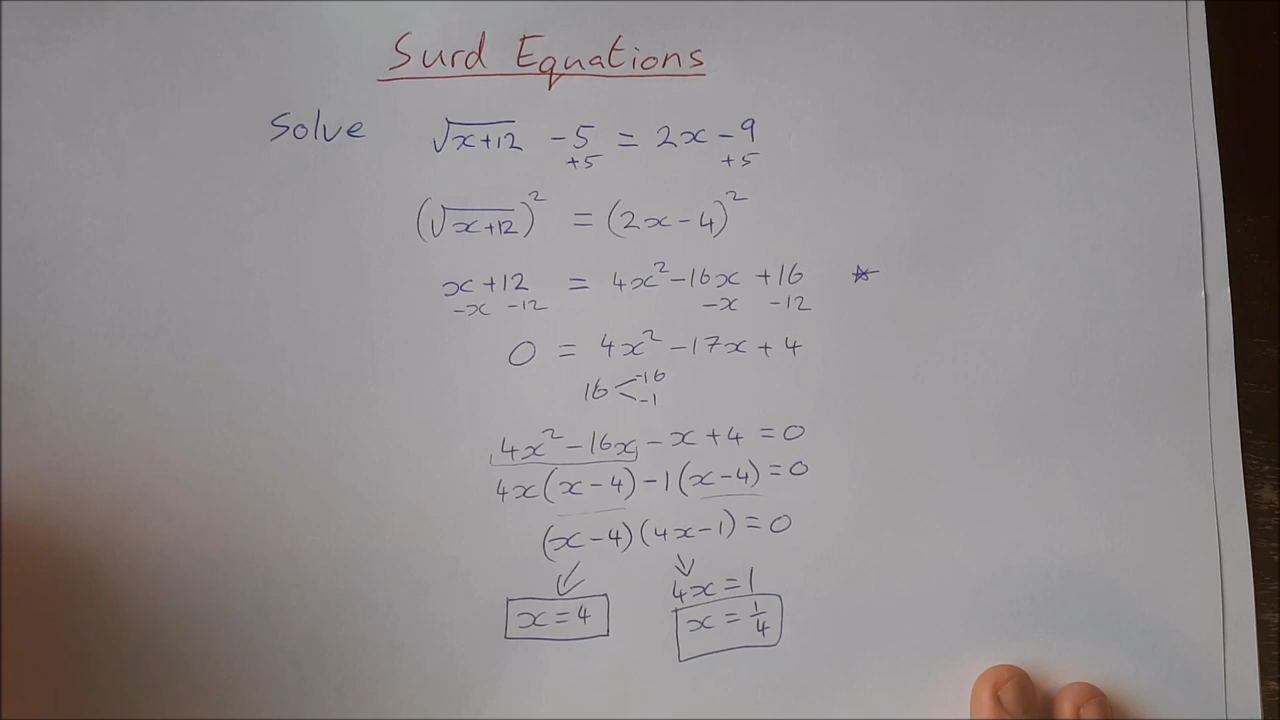 Surd Equations
Solve √(x+12) - 5 = 2x - 9
+5 +5
(√(x+12))² = (2x - 4)²
x + 12 = 4x² - 16x + 16 *
-x -12 -x -12
0 = 4x² - 17x + 4
16 < -16
-1
4x² - 16x - x + 4 = 0
4x(x - 4) - 1(x - 4) = 0
(x - 4)(4x - 1) = 0
↙ ↓
4x = 1
x = 4 x = 1/4